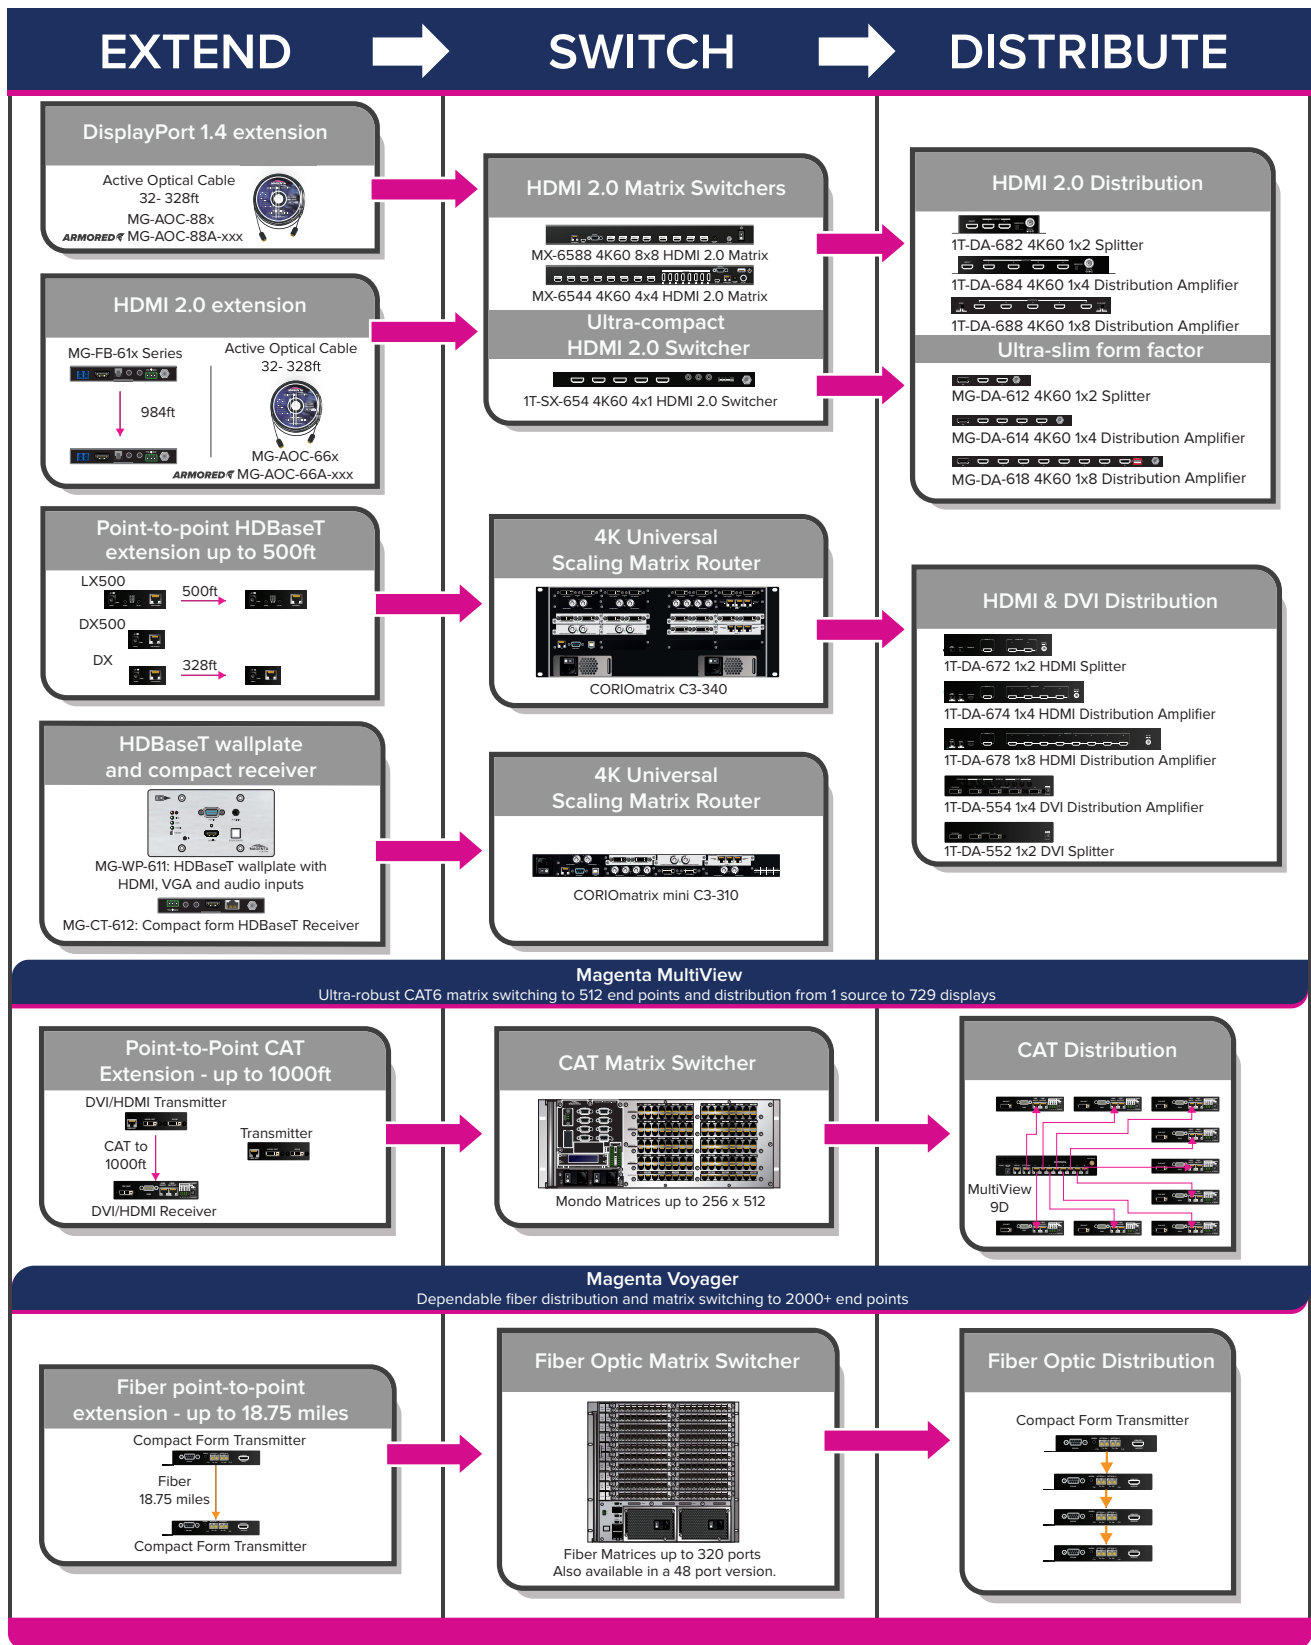 EXTEND
SWITCH
DISTRIBUTE
DisplayPort 1.4 extension
Active Optical Cable
32- 328ft
MG-AOC-88x
ARMORED MG-AOC-88A-xxx
HDMI 2.0 extension
MG-FB-61x Series
984ft
Active Optical Cable
32- 328ft
MG-AOC-66x
ARMORED MG-AOC-66A-xxx
Point-to-point HDBaseT
extension up to 500ft
LX500
500ft
DX500
DX
328ft
HDBaseT wallplate
and compact receiver
MG-WP-611: HDBaseT wallplate with
HDMI, VGA and audio inputs
MG-CT-612: Compact form HDBaseT Receiver
HDMI 2.0 Matrix Switchers
MX-6588 4K60 8x8 HDMI 2.0 Matrix
MX-6544 4K60 4x4 HDMI 2.0 Matrix
Ultra-compact
HDMI 2.0 Switcher
1T-SX-654 4K60 4x1 HDMI 2.0 Switcher
4K Universal
Scaling Matrix Router
CORIOmatrix C3-340
4K Universal
Scaling Matrix Router
CORIOmatrix mini C3-310
HDMI 2.0 Distribution
1T-DA-682 4K60 1x2 Splitter
1T-DA-684 4K60 1x4 Distribution Amplifier
1T-DA-688 4K60 1x8 Distribution Amplifier
Ultra-slim form factor
MG-DA-612 4K60 1x2 Splitter
MG-DA-614 4K60 1x4 Distribution Amplifier
MG-DA-618 4K60 1x8 Distribution Amplifier
HDMI & DVI Distribution
1T-DA-672 1x2 HDMI Splitter
1T-DA-674 1x4 HDMI Distribution Amplifier
1T-DA-678 1x8 HDMI Distribution Amplifier
1T-DA-554 1x4 DVI Distribution Amplifier
1T-DA-552 1x2 DVI Splitter
Magenta MultiView
Ultra-robust CAT6 matrix switching to 512 end points and distribution from 1 source to 729 displays
Point-to-Point CAT
Extension - up to 1000ft
DVI/HDMI Transmitter
CAT to
1000ft
Transmitter
DVI/HDMI Receiver
CAT Matrix Switcher
Mondo Matrices up to 256 x 512
CAT Distribution
MultiView
9D
Magenta Voyager
Dependable fiber distribution and matrix switching to 2000+ end points
Fiber point-to-point
extension - up to 18.75 miles
Compact Form Transmitter
Fiber
18.75 miles
Compact Form Transmitter
Fiber Optic Matrix Switcher
Fiber Matrices up to 320 ports
Also available in a 48 port version.
Fiber Optic Distribution
Compact Form Transmitter